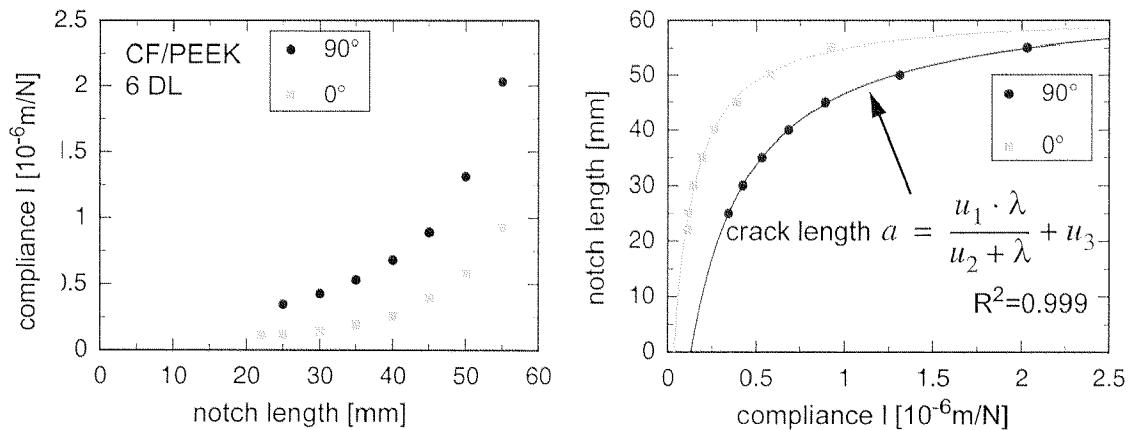 2.5
2
1.5
1
0.5
0
compliance l [10⁻⁶m/N]
CF/PEEK
6 DL
90°
0°
0 10 20 30 40 50 60
notch length [mm]
60
50
40
30
20
10
0
notch length [mm]
90°
0°
crack length a = u₁ · λ / u₂ + λ + u₃
R²=0.999
0 0.5 1 1.5 2 2.5
compliance l [10⁻⁶m/N]